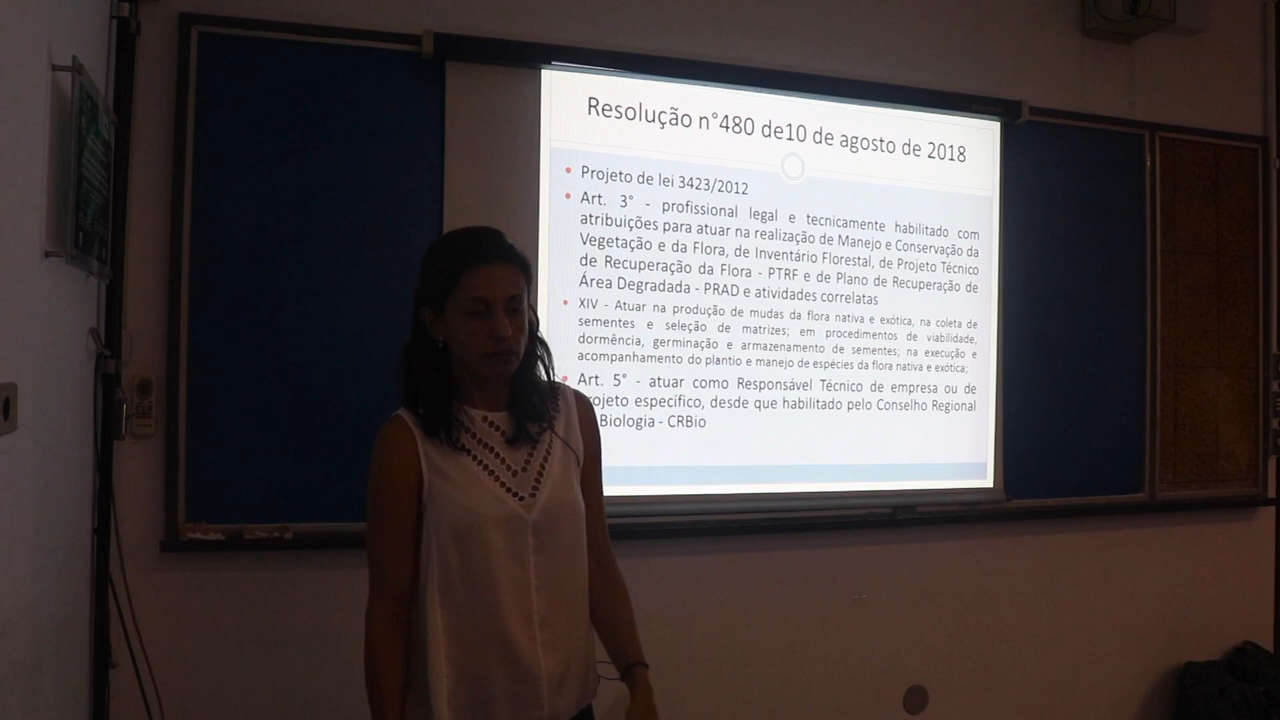 Resolução n°480 de10 de agosto de 2018
Projeto de lei 3423/2012
Art. 3° - profissional legal e tecnicamente habilitado com
atribuições para atuar na realização de Manejo e Conservação da
Vegetação e da Flora, de Inventário Florestal, de Projeto Técnico
de Recuperação da Flora - PTRF e de Plano de Recuperação de
Área Degradada - PRAD e atividades correlatas
XIV - Atuar na produção de mudas da flora nativa e exótica, na coleta de
sementes e seleção de matrizes; em procedimentos de viabilidade,
dormência, germinação e armazenamento de sementes; na execução e
acompanhamento do plantio e manejo de espécies da flora nativa e exótica;
Art. 5° - atuar como Responsável Técnico de empresa ou de
rojeto específico, desde que habilitado pelo Conselho Regional
Biologia - CRBio